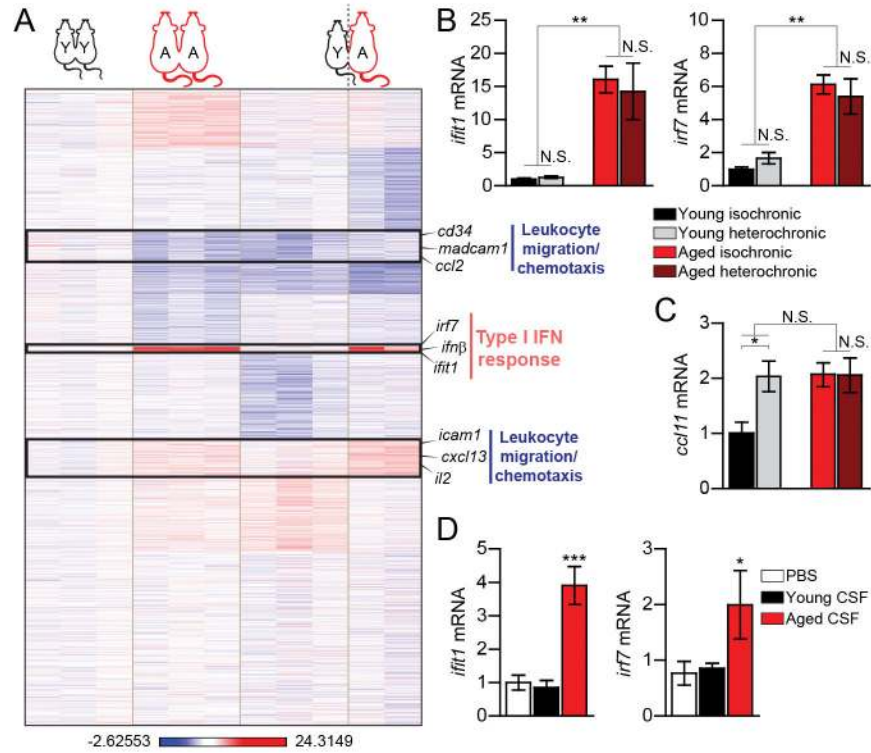 A
Y Y
A A
Y A
cd34
madcam1
ccl2
Leukocyte
migration/
chemotaxis
irf7
ifnβ
ifit1
Type I IFN
response
icam1
cxcl13
il2
Leukocyte
migration/
chemotaxis
-2.62553
24.3149
B
**
N.S.
N.S.
ifit1 mRNA
25
20
15
10
5
0
**
N.S.
N.S.
irf7 mRNA
8
6
4
2
0
Young isochronic
Young heterochronic
Aged isochronic
Aged heterochronic
C
N.S.
*
N.S.
ccl11 mRNA
3
2
1
0
D
***
ifit1 mRNA
5
4
3
2
1
0
*
irf7 mRNA
3
2
1
0
PBS
Young CSF
Aged CSF